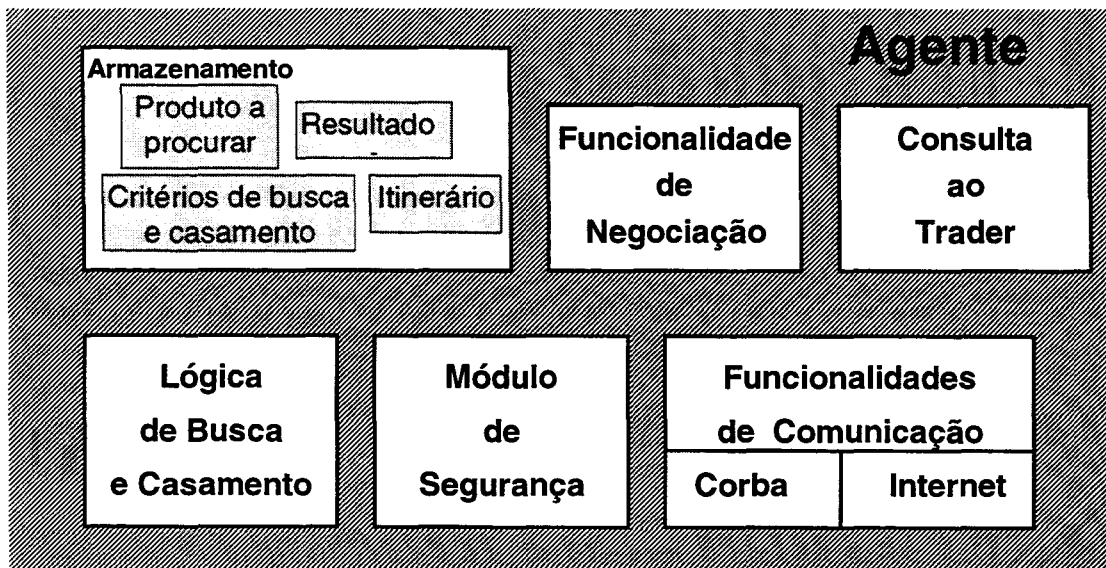 Agente
Armazenamento
Produto a
procurar
Resultado
Critérios de busca
e casamento
Itinerário
Funcionalidade
de
Negociação
Consulta
ao
Trader
Lógica
de Busca
e Casamento
Módulo
de
Segurança
Funcionalidades
de Comunicação
Corba
Internet